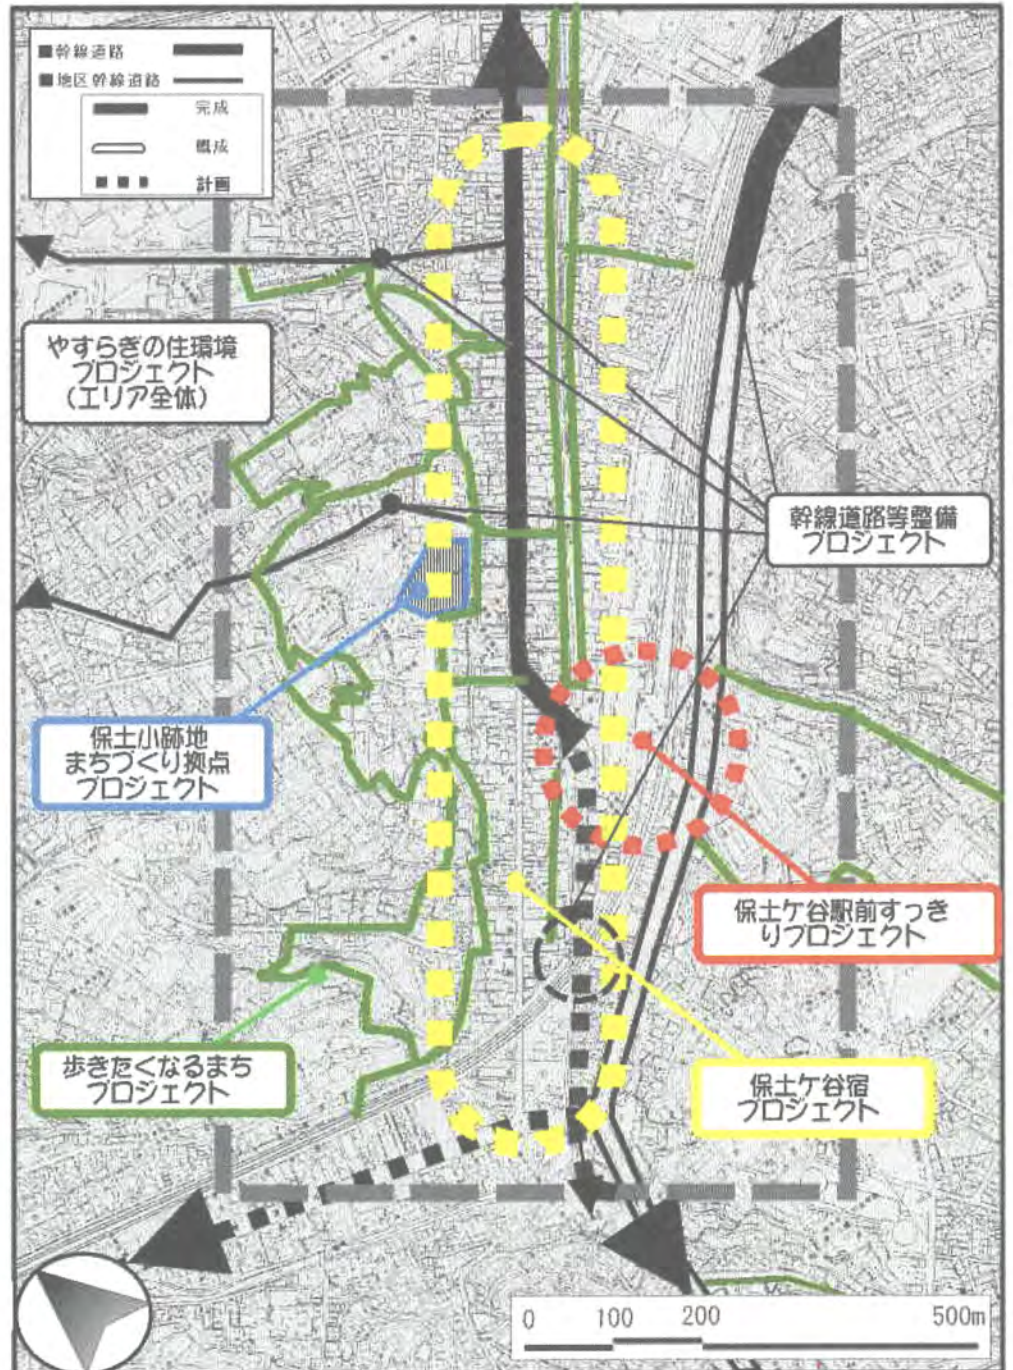 ■幹線道路
■地区幹線道路
完成
概成
計画
やすらぎの住環境
プロジェクト
(エリア全体)
幹線道路等整備
プロジェクト
保土小跡地
まちづくり拠点
プロジェクト
保土ケ谷駅前すっき
りプロジェクト
歩きたくなるまち
プロジェクト
保土ケ谷宿
プロジェクト
0 100 200 500m